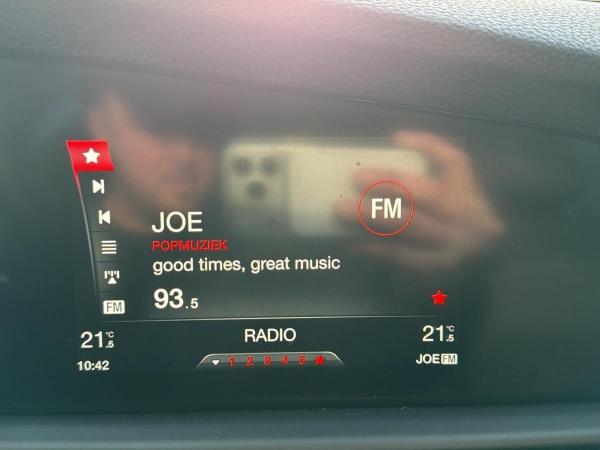 JOE
FM
POPMUZIEK
good times, great music
93.5
FM
21.5°C
RADIO
21.5°C
10:42
1 2 3 4 5
JOE FM